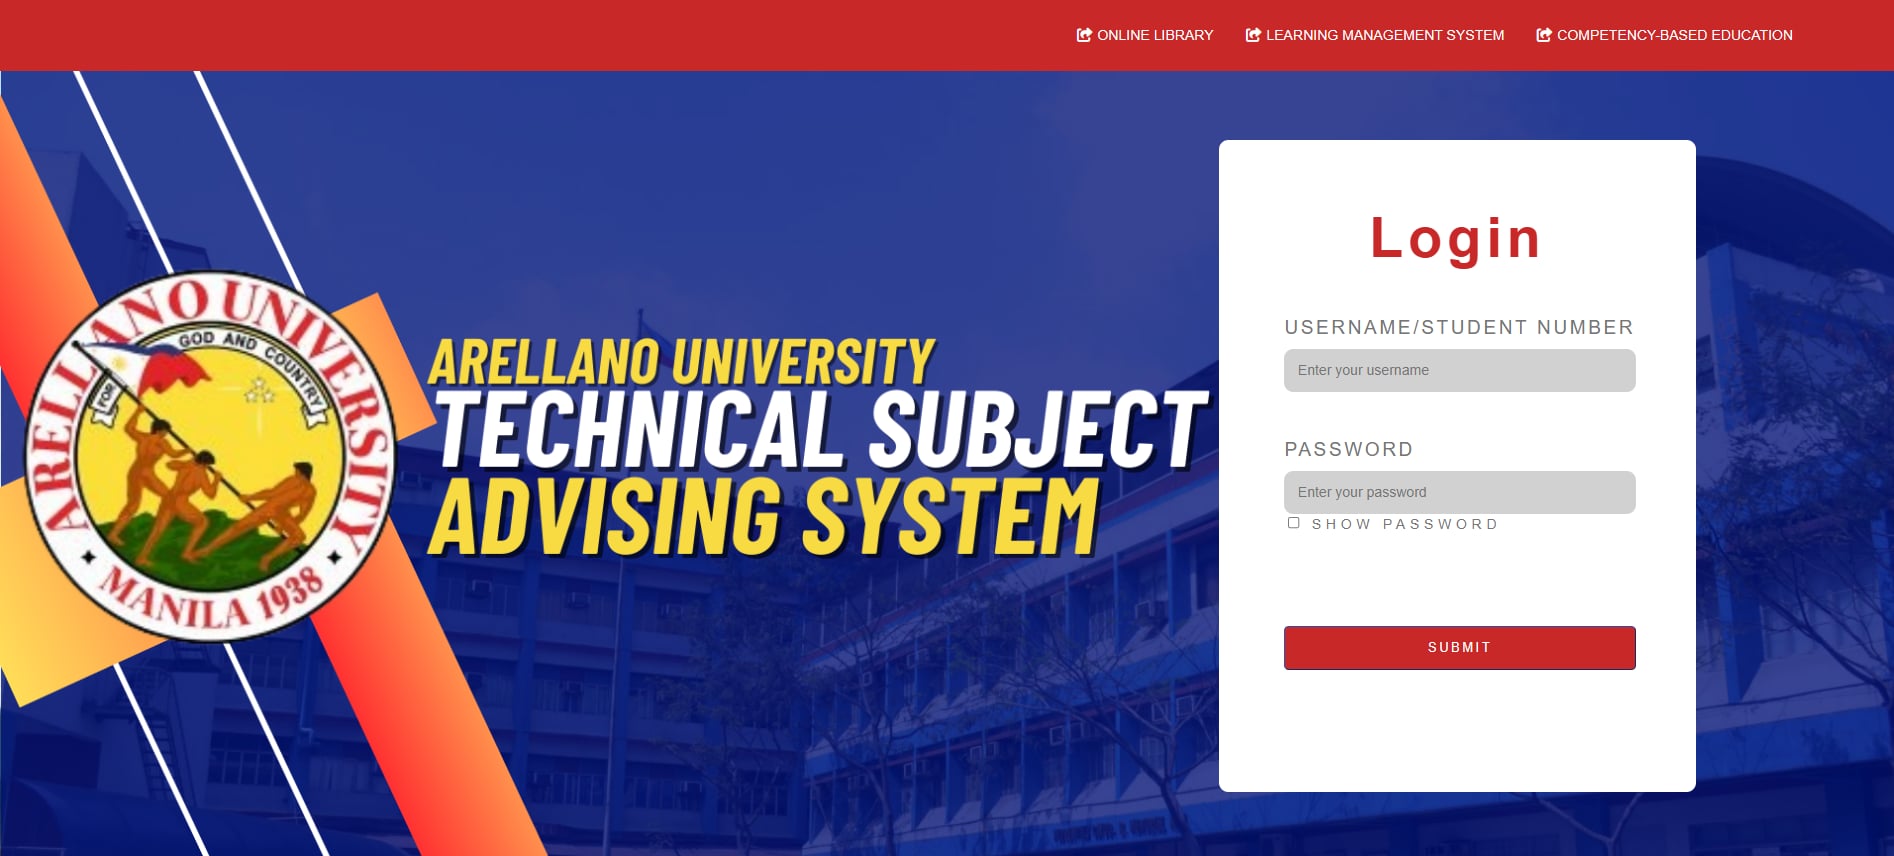 ONLINE LIBRARY
LEARNING MANAGEMENT SYSTEM
COMPETENCY-BASED EDUCATION
ARELLANO UNIVERSITY
FOR GOD AND COUNTRY
MANILA 1938
ARELLANO UNIVERSITY
TECHNICAL SUBJECT
ADVISING SYSTEM
Login
USERNAME/STUDENT NUMBER
Enter your username
PASSWORD
Enter your password
SHOW PASSWORD
SUBMIT